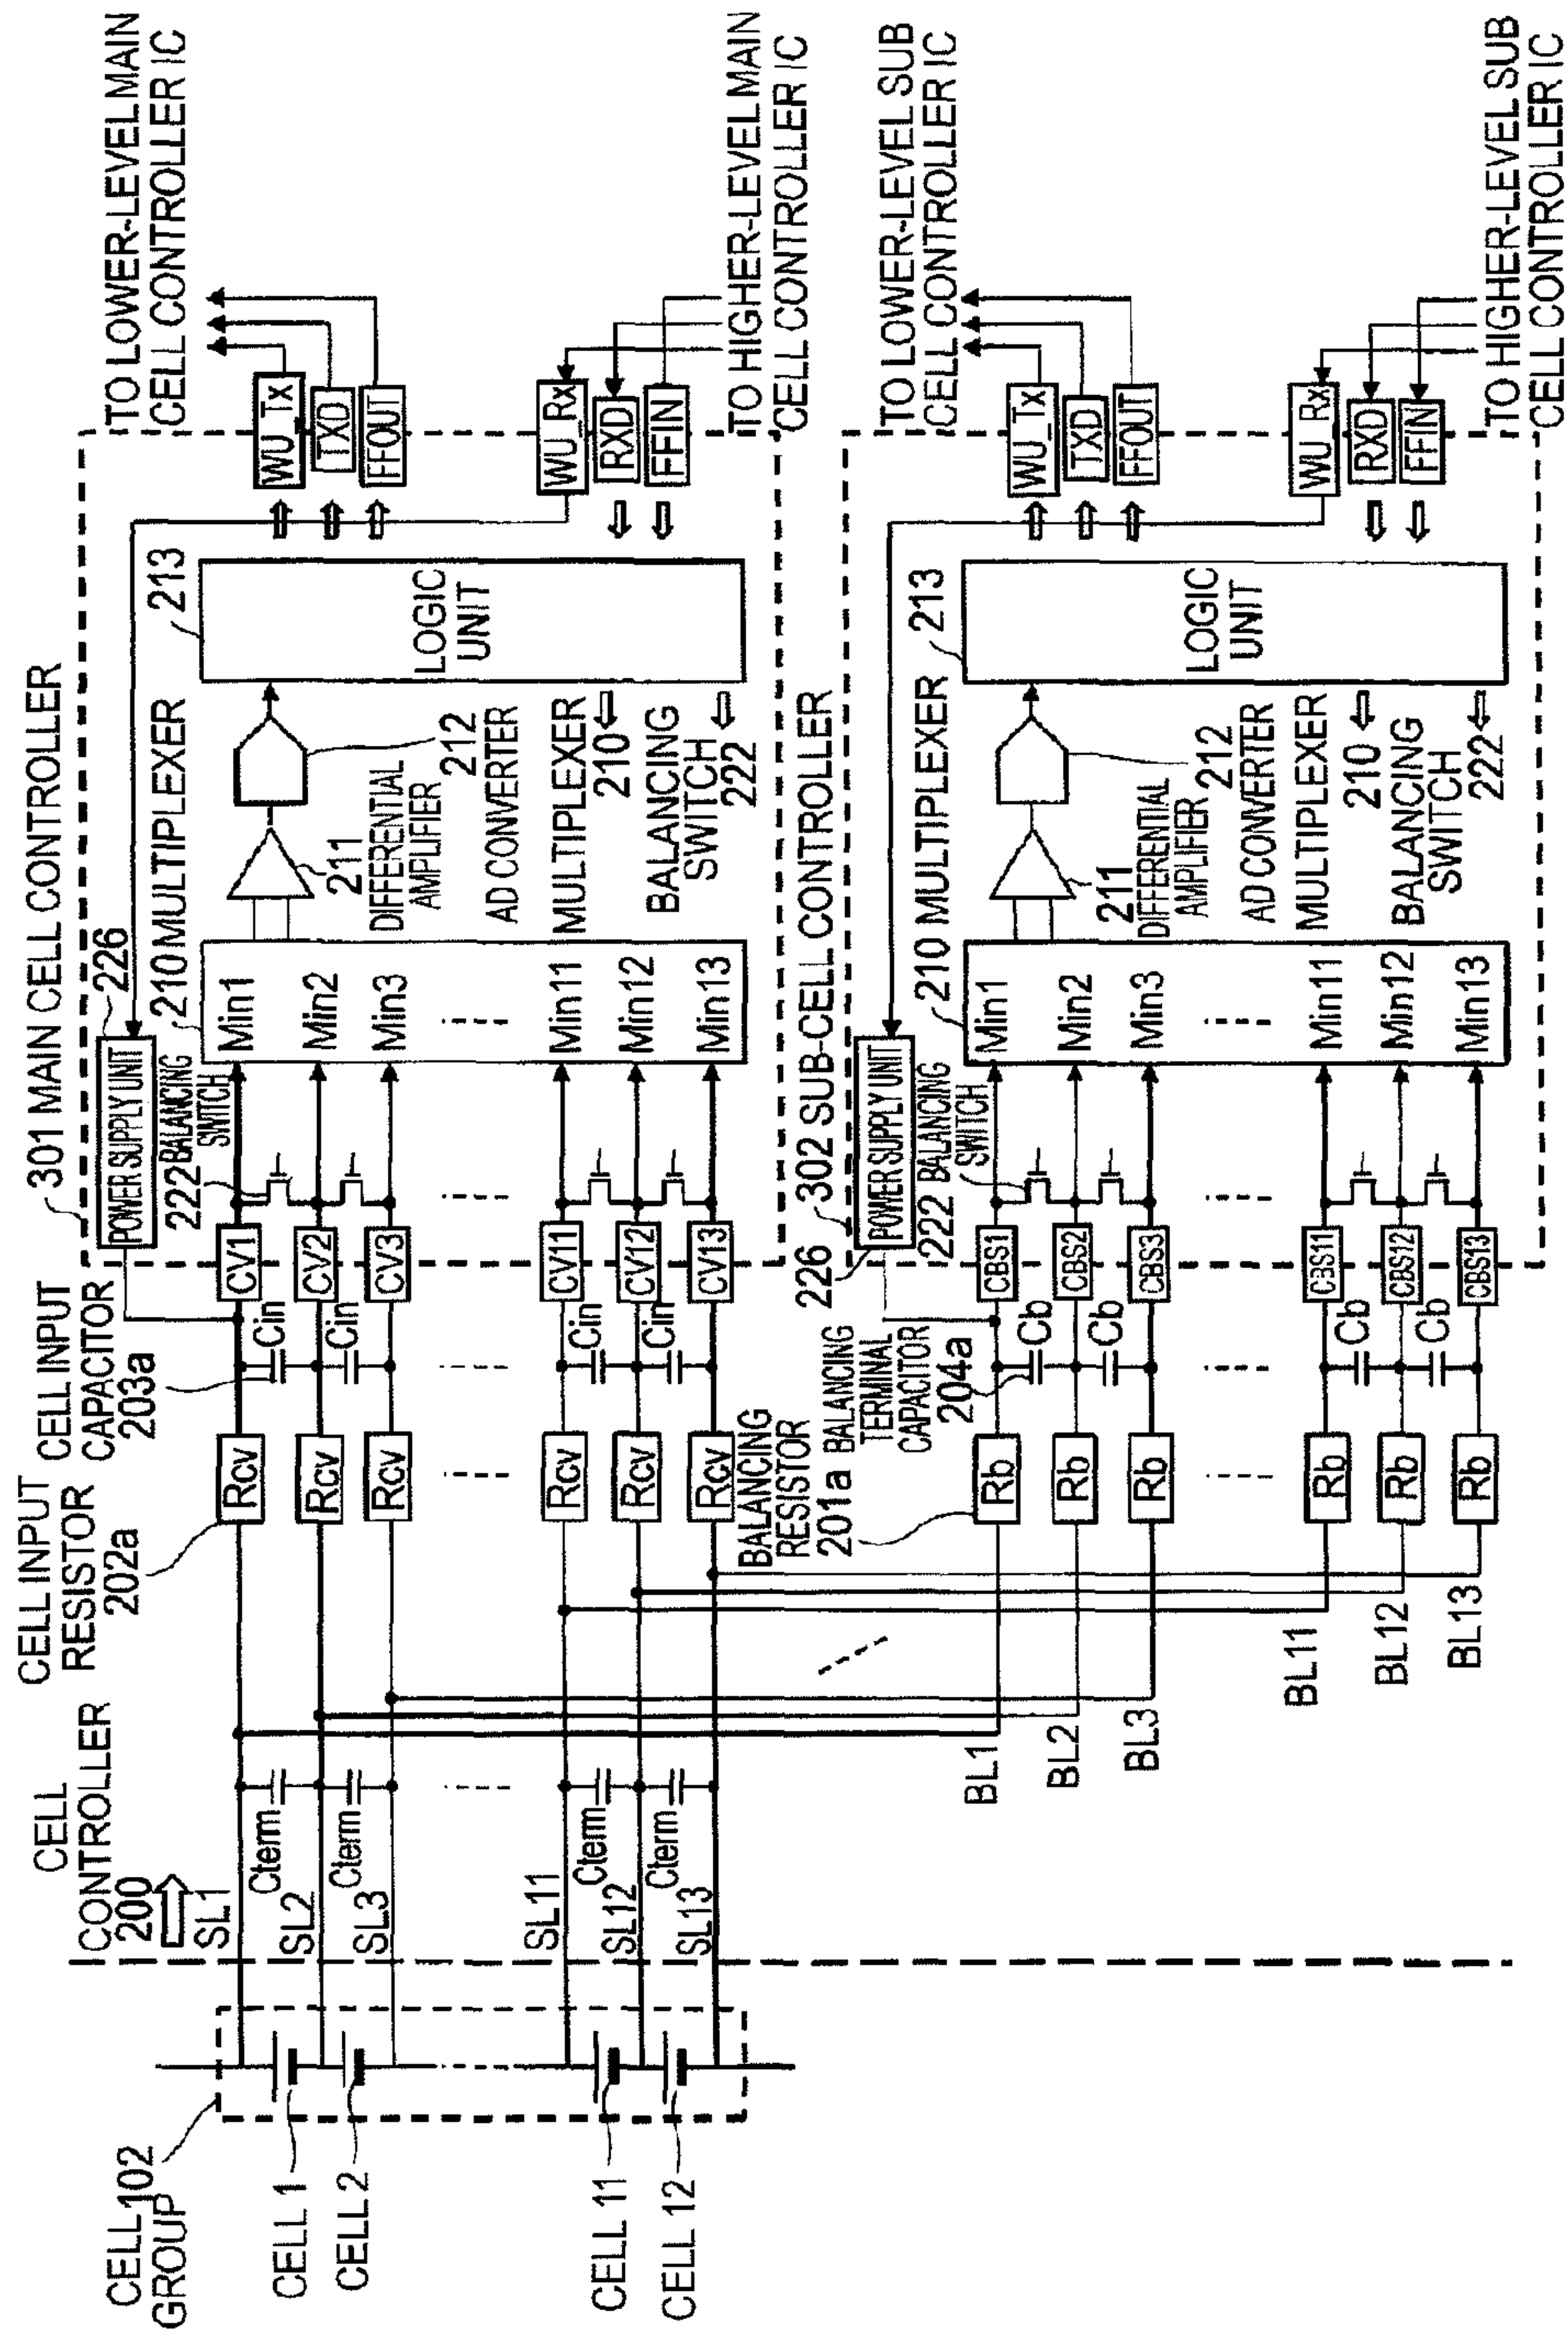 CELL 102
GROUP
CELL 1
CELL 2
CELL 11
CELL 12
CELL
CONTROLLER
200
SL1
SL2
SL3
SL11
SL12
SL13
Cterm
Cterm
Cterm
Cterm
BL1
BL2
BL3
BL11
BL12
BL13
CELL INPUT
RESISTOR
202a
Rcv
Rcv
Rcv
Rcv
Rcv
Rcv
CELL INPUT
CAPACITOR
203a
Cin
Cin
Cin
Cin
301 MAIN CELL CONTROLLER
POWER SUPPLY UNIT
226
222 BALANCING
SWITCH
CV1
CV2
CV3
CV11
CV12
CV13
210 MULTIPLEXER
Min1
Min2
Min3
Min11
Min12
Min13
211
DIFFERENTIAL
AMPLIFIER
212
AD CONVERTER
MULTIPLEXER
210
BALANCING
SWITCH
222
213
LOGIC
UNIT
WU_Tx
TXD
FFOUT
WU_Rx
RXD
FFIN
TO LOWER-LEVEL MAIN
CELL CONTROLLER IC
TO HIGHER-LEVEL MAIN
CELL CONTROLLER IC
BALANCING
RESISTOR
201a
Rb
Rb
Rb
Rb
Rb
Rb
BALANCING
TERMINAL
CAPACITOR
204a
Cb
Cb
Cb
Cb
226
302 SUB-CELL CONTROLLER
POWER SUPPLY UNIT
222 BALANCING
SWITCH
CBS1
CBS2
CBS3
CBS11
CBS12
CBS13
210 MULTIPLEXER
Min1
Min2
Min3
Min11
Min12
Min13
211
DIFFERENTIAL
AMPLIFIER
212
AD CONVERTER
MULTIPLEXER
210
BALANCING
SWITCH
222
213
LOGIC
UNIT
WU_Tx
TXD
FFOUT
WU_Rx
RXD
FFIN
TO LOWER-LEVEL SUB
CELL CONTROLLER IC
TO HIGHER-LEVEL SUB
CELL CONTROLLER IC